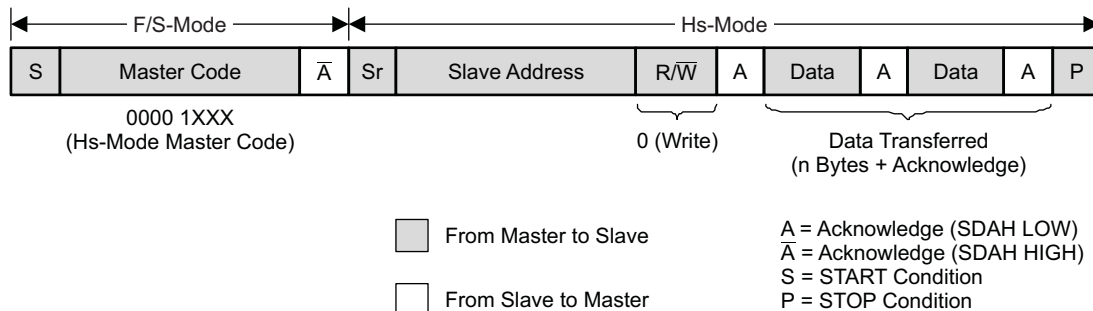 F/S-Mode Hs-Mode
S Master Code A̅ Sr Slave Address R/W̅ A Data A Data A P
0000 1XXX
(Hs-Mode Master Code)
0 (Write)
Data Transferred
(n Bytes + Acknowledge)
From Master to Slave
From Slave to Master
A = Acknowledge (SDAH LOW)
A̅ = Acknowledge (SDAH HIGH)
S = START Condition
P = STOP Condition